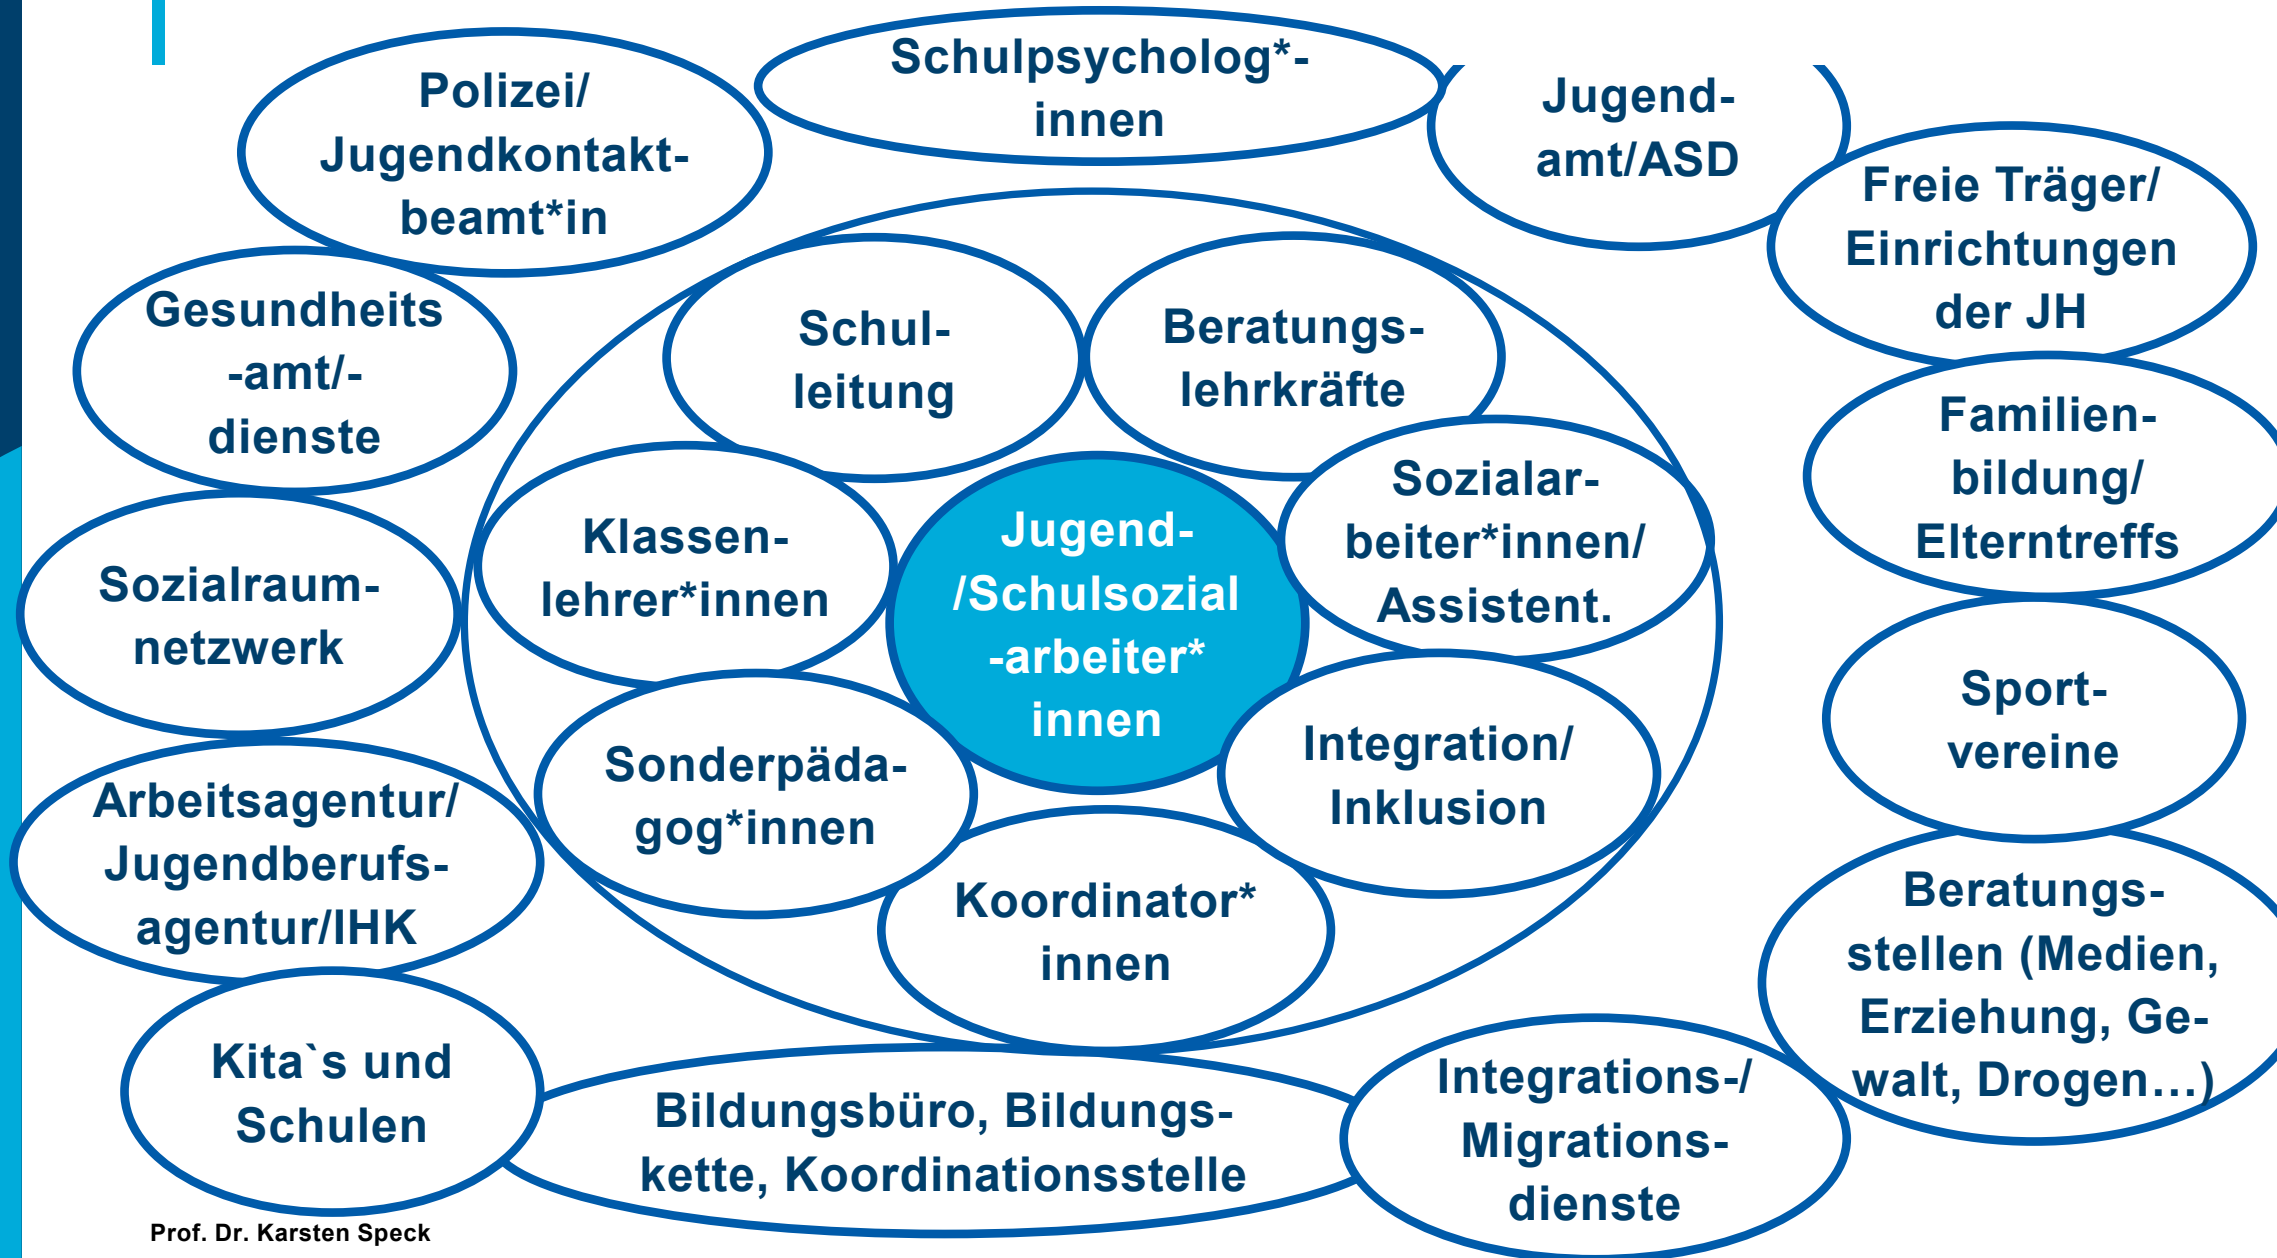 Schulpsycholog*-
innen
Polizei/
Jugendkontakt-
beamt*in
Jugend-
amt/ASD
Freie Träger/
Einrichtungen
der JH
Gesundheits
-amt/-
dienste
Schul-
leitung
Beratungs-
lehrkräfte
Familien-
bildung/
Elterntreffs
Klassen-
lehrer*innen
Jugend-
/Schulsozial
-arbeiter*
innen
Sozialar-
beiter*innen/
Assistent.
Sozialraum-
netzwerk
Sport-
vereine
Sonderpäda-
gog*innen
Integration/
Inklusion
Arbeitsagentur/
Jugendberufs-
agentur/IHK
Koordinator*
innen
Beratungs-
stellen (Medien,
Erziehung, Ge-
walt, Drogen…)
Kita`s und
Schulen
Bildungsbüro, Bildungs-
kette, Koordinationsstelle
Integrations-/
Migrations-
dienste
Prof. Dr. Karsten Speck